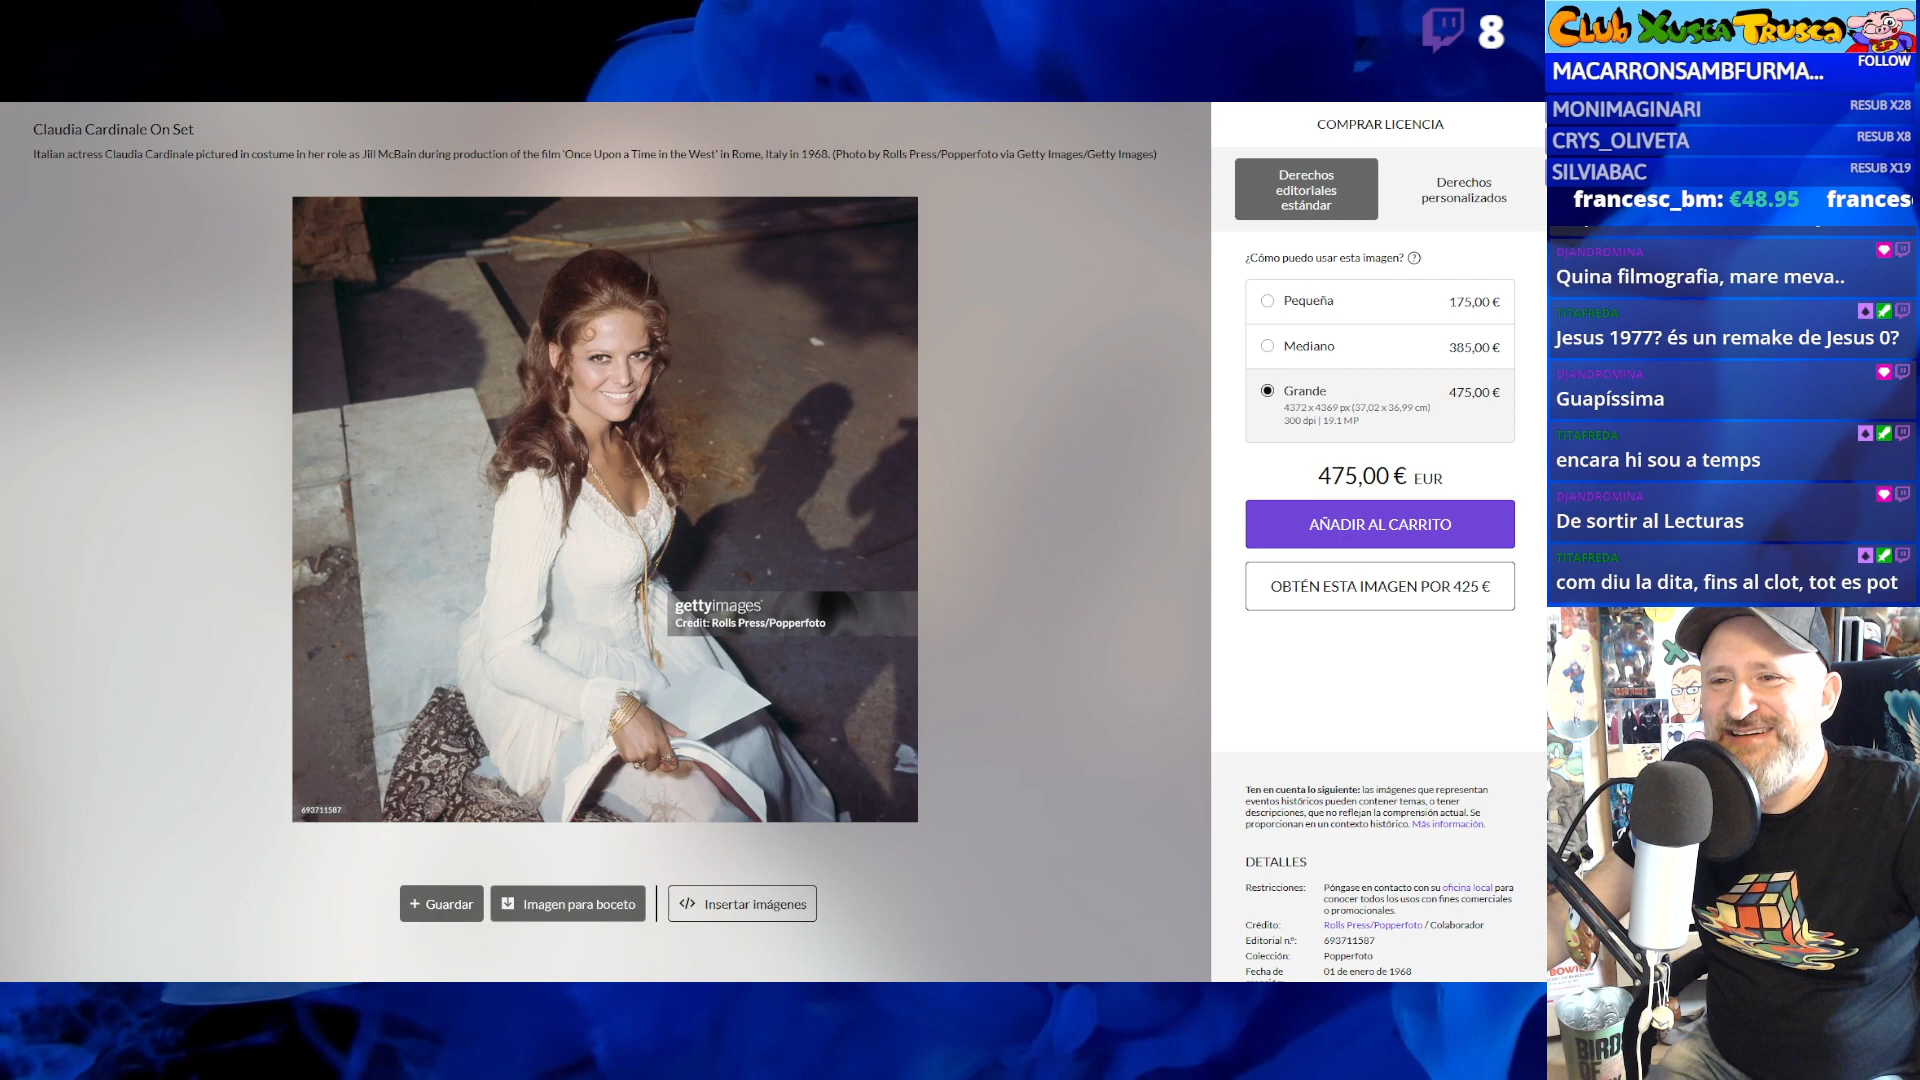 8
Claudia Cardinale On Set
Italian actress Claudia Cardinale pictured in costume in her role as Jill McBain during production of the film 'Once Upon a Time in the West' in Rome, Italy in 1968. (Photo by Rolls Press/Popperfoto via Getty Images/Getty Images)
gettyimages®
Credit: Rolls Press/Popperfoto
693711587
+ Guardar
Imagen para boceto
</> Insertar imágenes
COMPRAR LICENCIA
Derechos
editoriales
estándar
Derechos
personalizados
¿Cómo puedo usar esta imagen? ?
Pequeña 175,00 €
Mediano 385,00 €
Grande 475,00 €
4372 x 4369 px (37,02 x 36,99 cm)
300 dpi | 19.1 MP
475,00 € EUR
AÑADIR AL CARRITO
OBTÉN ESTA IMAGEN POR 425 €
Ten en cuenta lo siguiente: las imágenes que representan
eventos históricos pueden contener temas, o tener
descripciones, que no reflejan la comprensión actual. Se
proporcionan en un contexto histórico. Más información.
DETALLES
Restricciones: Póngase en contacto con su oficina local para
conocer todos los usos con fines comerciales
o promocionales.
Crédito: Rolls Press/Popperfoto / Colaborador
Editorial n.º: 693711587
Colección: Popperfoto
Fecha de 01 de enero de 1968
Club Xusca Trusca
MACARRONSAMBFURMA... FOLLOW
MONIMAGINARI RESUB X28
CRYS_OLIVETA RESUB X8
SILVIABAC RESUB X19
francesc_bm: €48.95 frances
DJANDROMINA
Quina filmografia, mare meva..
TITAFREDA
Jesus 1977? és un remake de Jesus 0?
DJANDROMINA
Guapíssima
TITAFREDA
encara hi sou a temps
DJANDROMINA
De sortir al Lecturas
TITAFREDA
com diu la dita, fins al clot, tot es pot
BOWIE
BIRD
OF